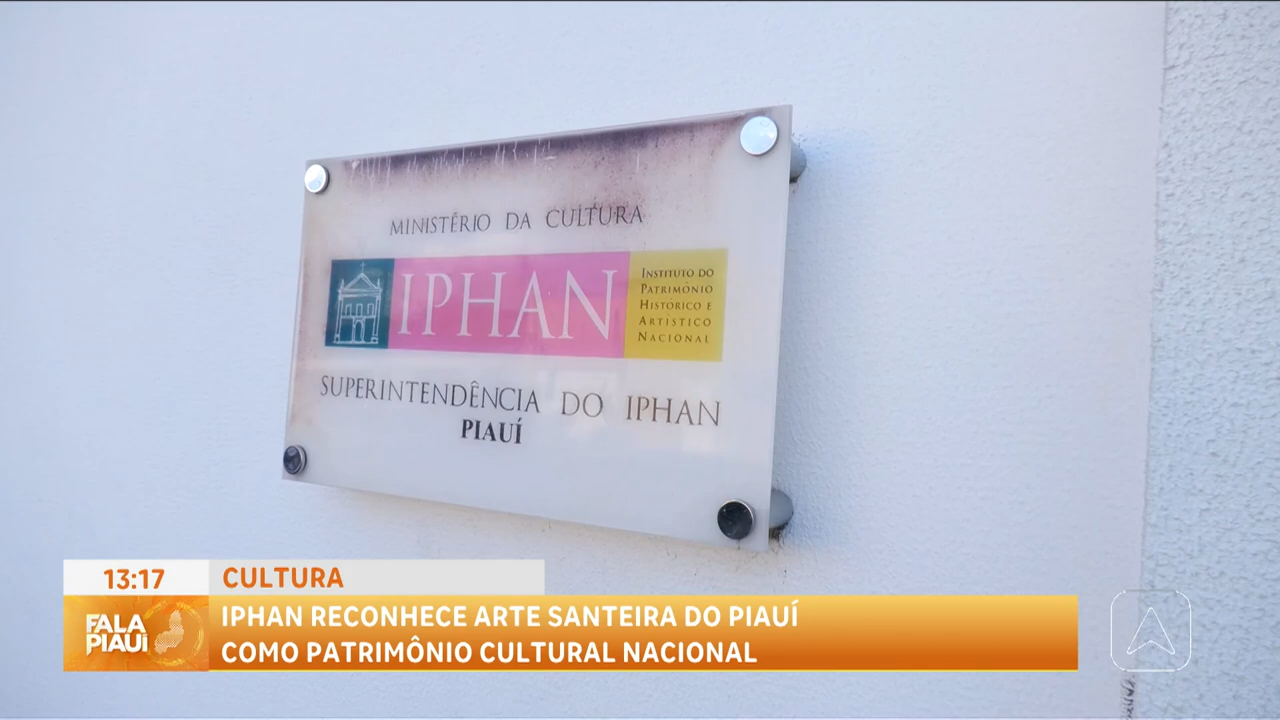 MINISTÉRIO DA CULTURA
IPHAN
INSTITUTO DO
PATRIMÔNIO
HISTÓRICO E
ARTÍSTICO
NACIONAL
SUPERINTENDÊNCIA DO IPHAN
PIAUÍ
13:17
CULTURA
FALA
PIAUÍ
IPHAN RECONHECE ARTE SANTEIRA DO PIAUÍ
COMO PATRIMÔNIO CULTURAL NACIONAL